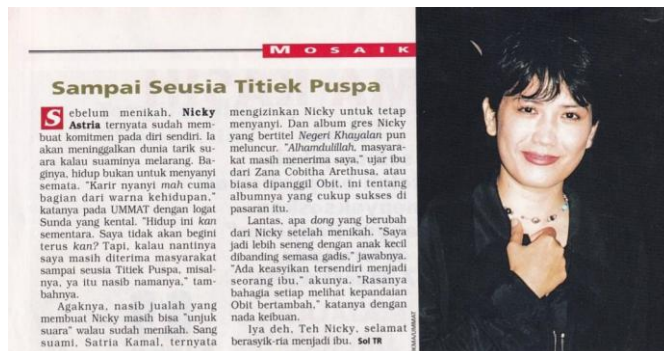 MOSAIK
Sampai Seusia Titiek Puspa
Sebelum menikah, Nicky
Astria ternyata sudah mem-
buat komitmen pada diri sendiri. Ia
akan meninggalkan dunia tarik su-
ara kalau suaminya melarang. Ba-
ginya, hidup bukan untuk menyanyi
semata. "Karir nyanyi mah cuma
bagian dari warna kehidupan,"
katanya pada UMMAT dengan logat
Sunda yang kental. "Hidup ini kan
sementara. Saya tidak akan begini
terus kan? Tapi, kalau nantinya
saya masih diterima masyarakat
sampai seusia Titiek Puspa, misal-
nya, ya itu nasib namanya," tam-
bahnya.
Agaknya, nasib jualah yang
membuat Nicky masih bisa "unjuk
suara" walau sudah menikah. Sang
suami, Satria Kamal, ternyata
mengizinkan Nicky untuk tetap
menyanyi. Dan album gres Nicky
yang bertitel Negeri Khayalan pun
meluncur. "Alhamdulillah, masyara-
kat masih menerima saya," ujar ibu
dari Zana Cobitha Arethusa, atau
biasa dipanggil Obit, ini tentang
albumnya yang cukup sukses di
pasaran itu.
Lantas, apa dong yang berubah
dari Nicky setelah menikah. "Saya
jadi lebih seneng dengan anak kecil
dibanding semasa gadis," jawabnya.
"Ada keasyikan tersendiri menjadi
seorang ibu," akunya. "Rasanya
bahagia setiap melihat kepandaian
Obit bertambah," katanya dengan
nada keibuan.
Iya deh, Teh Nicky, selamat
berasyik-ria menjadi ibu. Sol TR